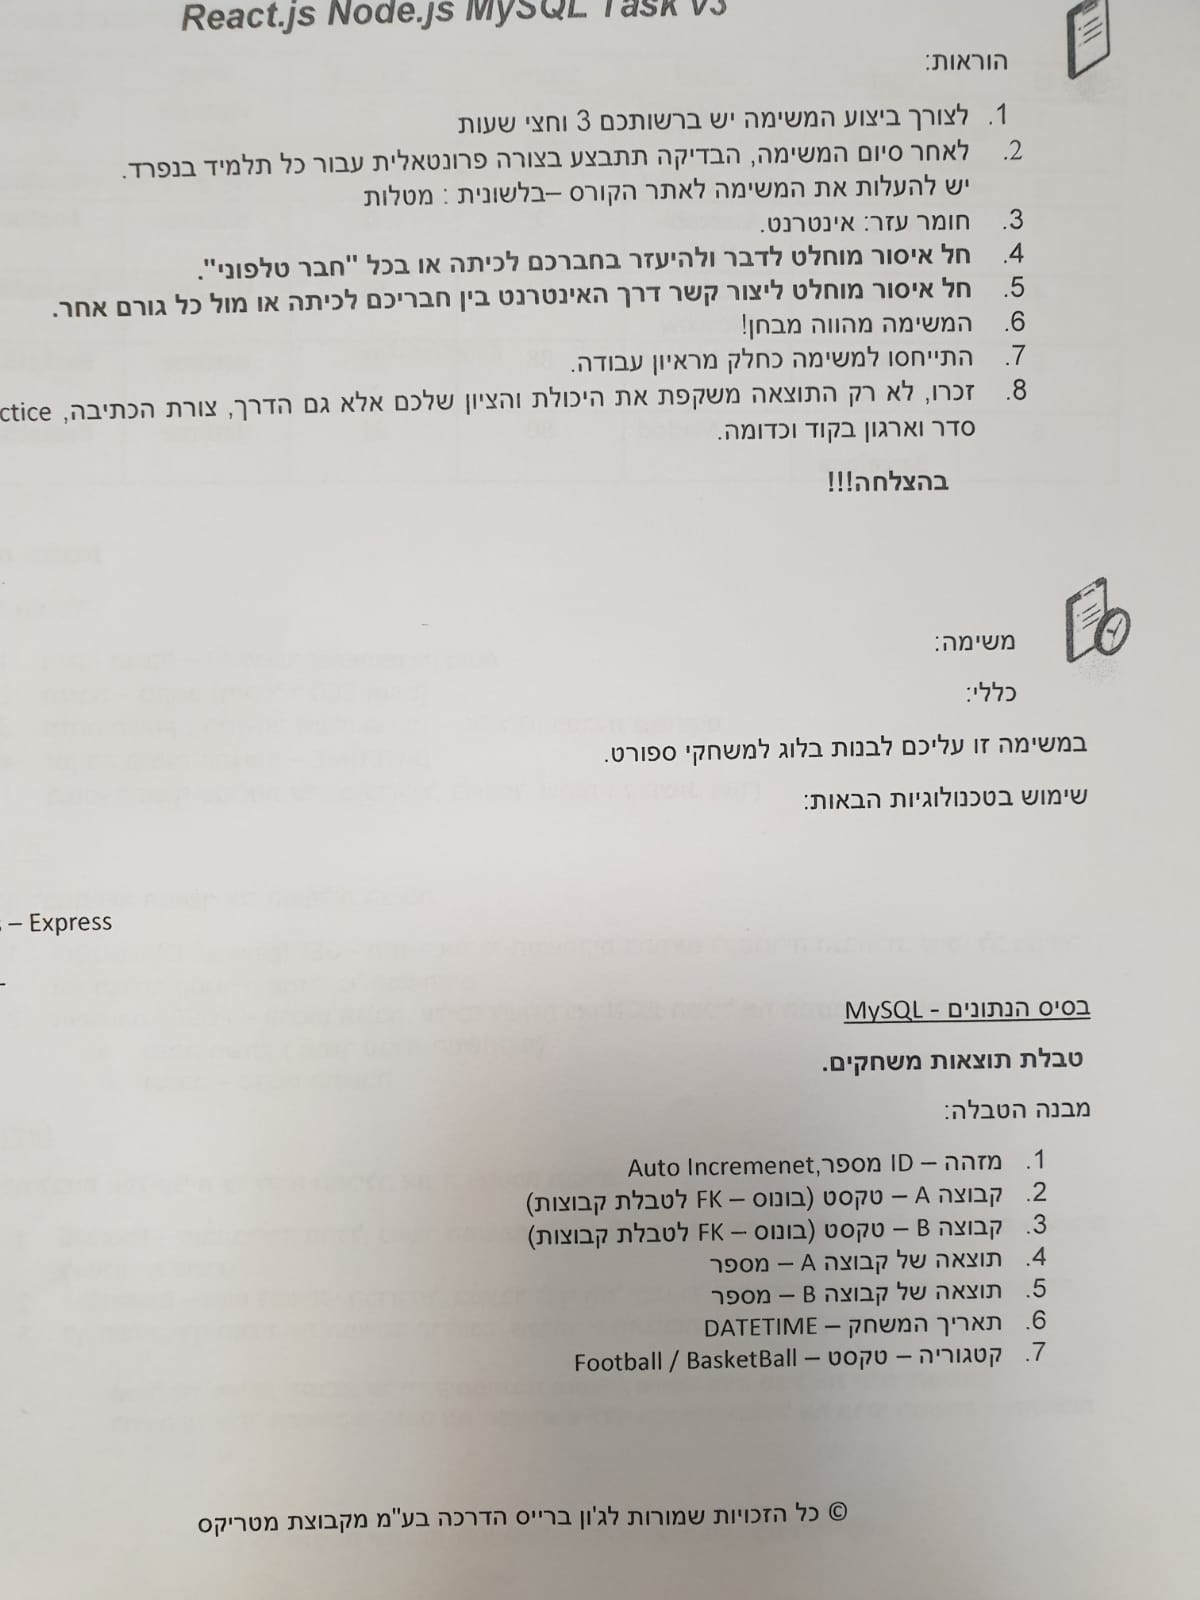 React.js Node.js MySQL Task v3
הוראות:
1. לצורך ביצוע המשימה יש ברשותכם 3 וחצי שעות
2. לאחר סיום המשימה, הבדיקה תתבצע בצורה פרונטאלית עבור כל תלמיד בנפרד.
יש להעלות את המשימה לאתר הקורס –בלשונית : מטלות
3. חומר עזר: אינטרנט.
4. חל איסור מוחלט לדבר ולהיעזר בחברכם לכיתה או בכל "חבר טלפוני".
5. חל איסור מוחלט ליצור קשר דרך האינטרנט בין חבריכם לכיתה או מול כל גורם אחר.
6. המשימה מהווה מבחן!
7. התייחסו למשימה כחלק מראיון עבודה.
8. זכרו, לא רק התוצאה משקפת את היכולת והציון שלכם אלא גם הדרך, צורת הכתיבה, ctice
סדר וארגון בקוד וכדומה.
בהצלחה!!!
משימה:
כללי:
במשימה זו עליכם לבנות בלוג למשחקי ספורט.
שימוש בטכנולוגיות הבאות:
– Express
בסיס הנתונים - MySQL
טבלת תוצאות משחקים.
מבנה הטבלה:
1. מזהה – ID מספר,Auto Incremenet
2. קבוצה A – טקסט (בונוס – FK לטבלת קבוצות)
3. קבוצה B – טקסט (בונוס – FK לטבלת קבוצות)
4. תוצאה של קבוצה A – מספר
5. תוצאה של קבוצה B – מספר
6. תאריך המשחק – DATETIME
7. קטגוריה – טקסט – Football / BasketBall
© כל הזכויות שמורות לג'ון ברייס הדרכה בע"מ מקבוצת מטריקס